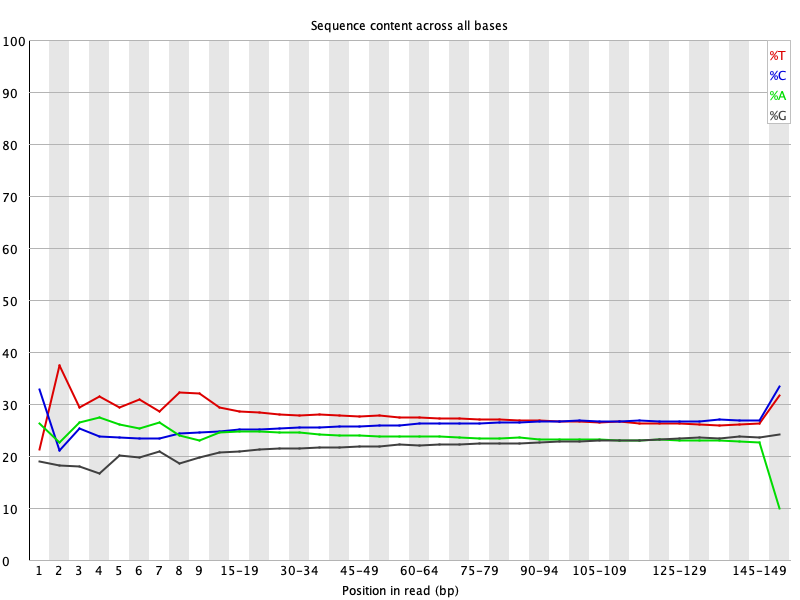 Sequence content across all bases
100
90
80
70
60
50
40
30
20
10
0
%T
%C
%A
%G
1 2 3 4 5 6 7 8 9 15-19 30-34 45-49 60-64 75-79 90-94 105-109 125-129 145-149
Position in read (bp)